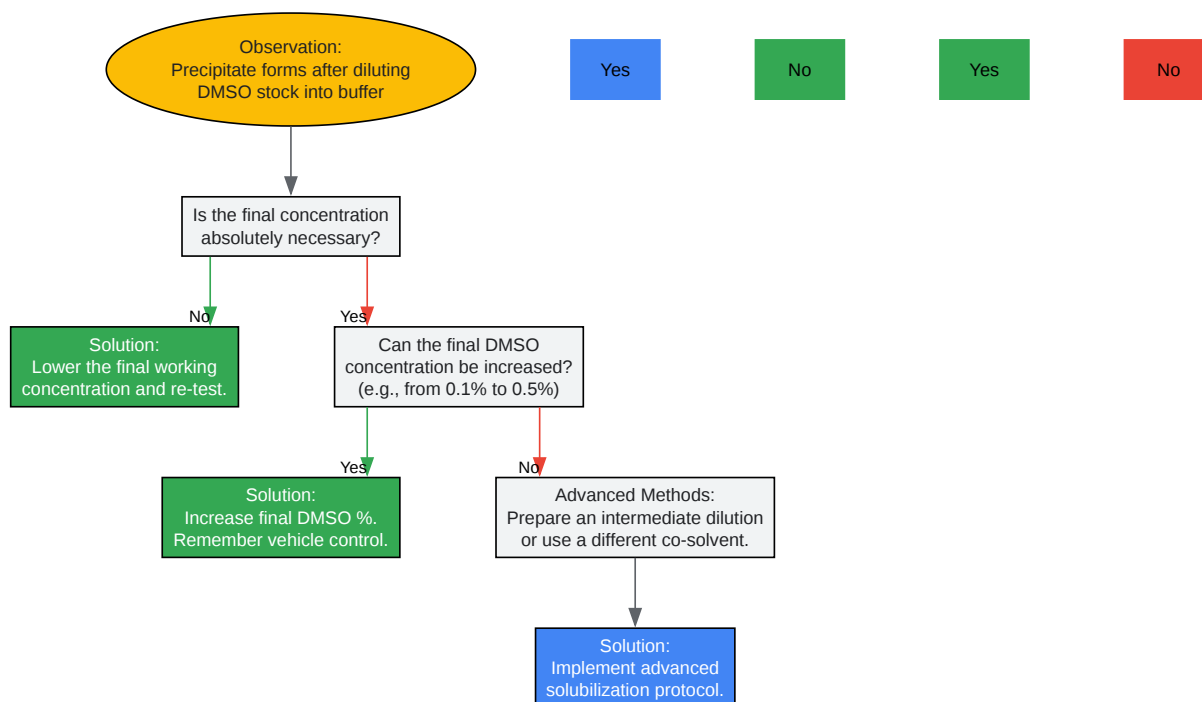 Observation:
Precipitate forms after diluting
DMSO stock into buffer
Yes
No
Yes
No
Is the final concentration
absolutely necessary?
No
Yes
Solution:
Lower the final working
concentration and re-test.
Can the final DMSO
concentration be increased?
(e.g., from 0.1% to 0.5%)
Yes
No
Solution:
Increase final DMSO %.
Remember vehicle control.
Advanced Methods:
Prepare an intermediate dilution
or use a different co-solvent.
Solution:
Implement advanced
solubilization protocol.